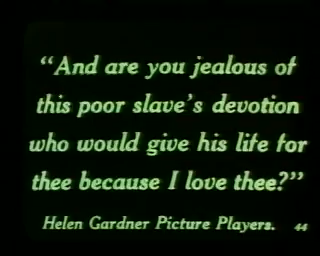 “And are you jealous of
this poor slave's devotion
who would give his life for
thee because I love thee?”
Helen Gardner Picture Players. 44